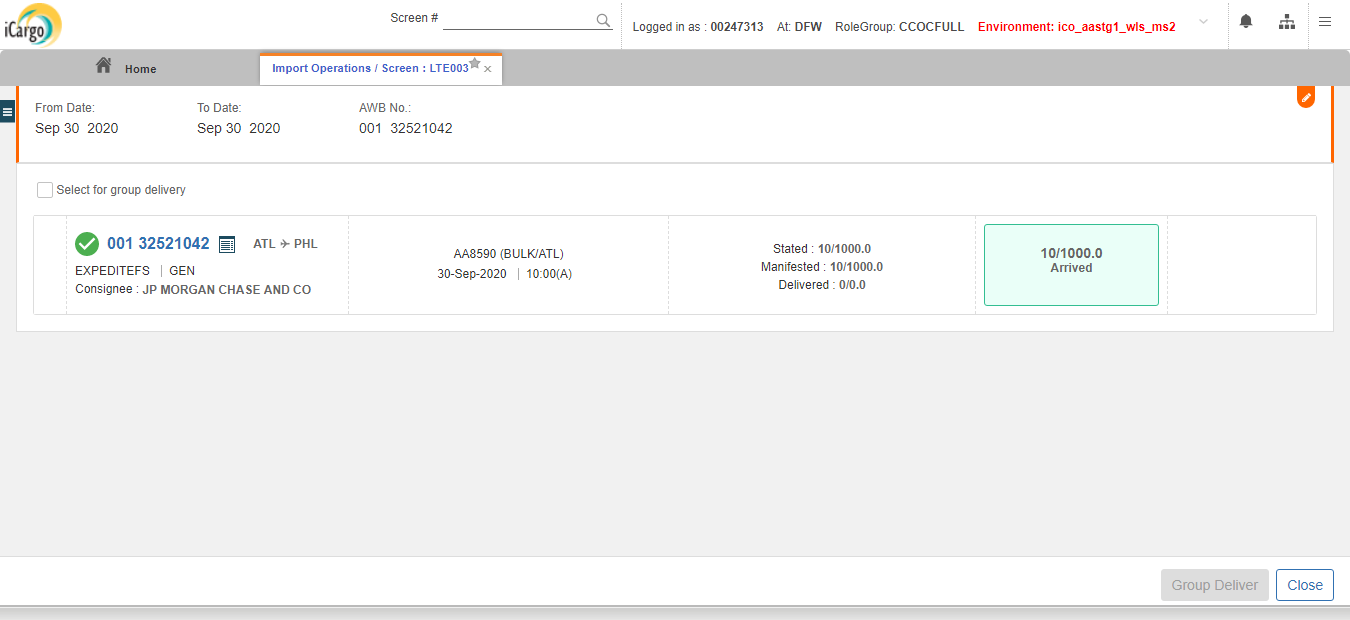 iCargo
Screen #
Logged in as : 00247313 At: DFW RoleGroup: CCOCFULL Environment: ico_aastg1_wls_ms2
Home
Import Operations / Screen : LTE003
From Date: To Date: AWB No.:
Sep 30 2020 Sep 30 2020 001 32521042
Select for group delivery
001 32521042 ATL PHL
EXPEDITEFS | GEN
Consignee : JP MORGAN CHASE AND CO
AA8590 (BULK/ATL)
30-Sep-2020 | 10:00(A)
Stated : 10/1000.0
Manifested : 10/1000.0
Delivered : 0/0.0
10/1000.0
Arrived
Group Deliver Close